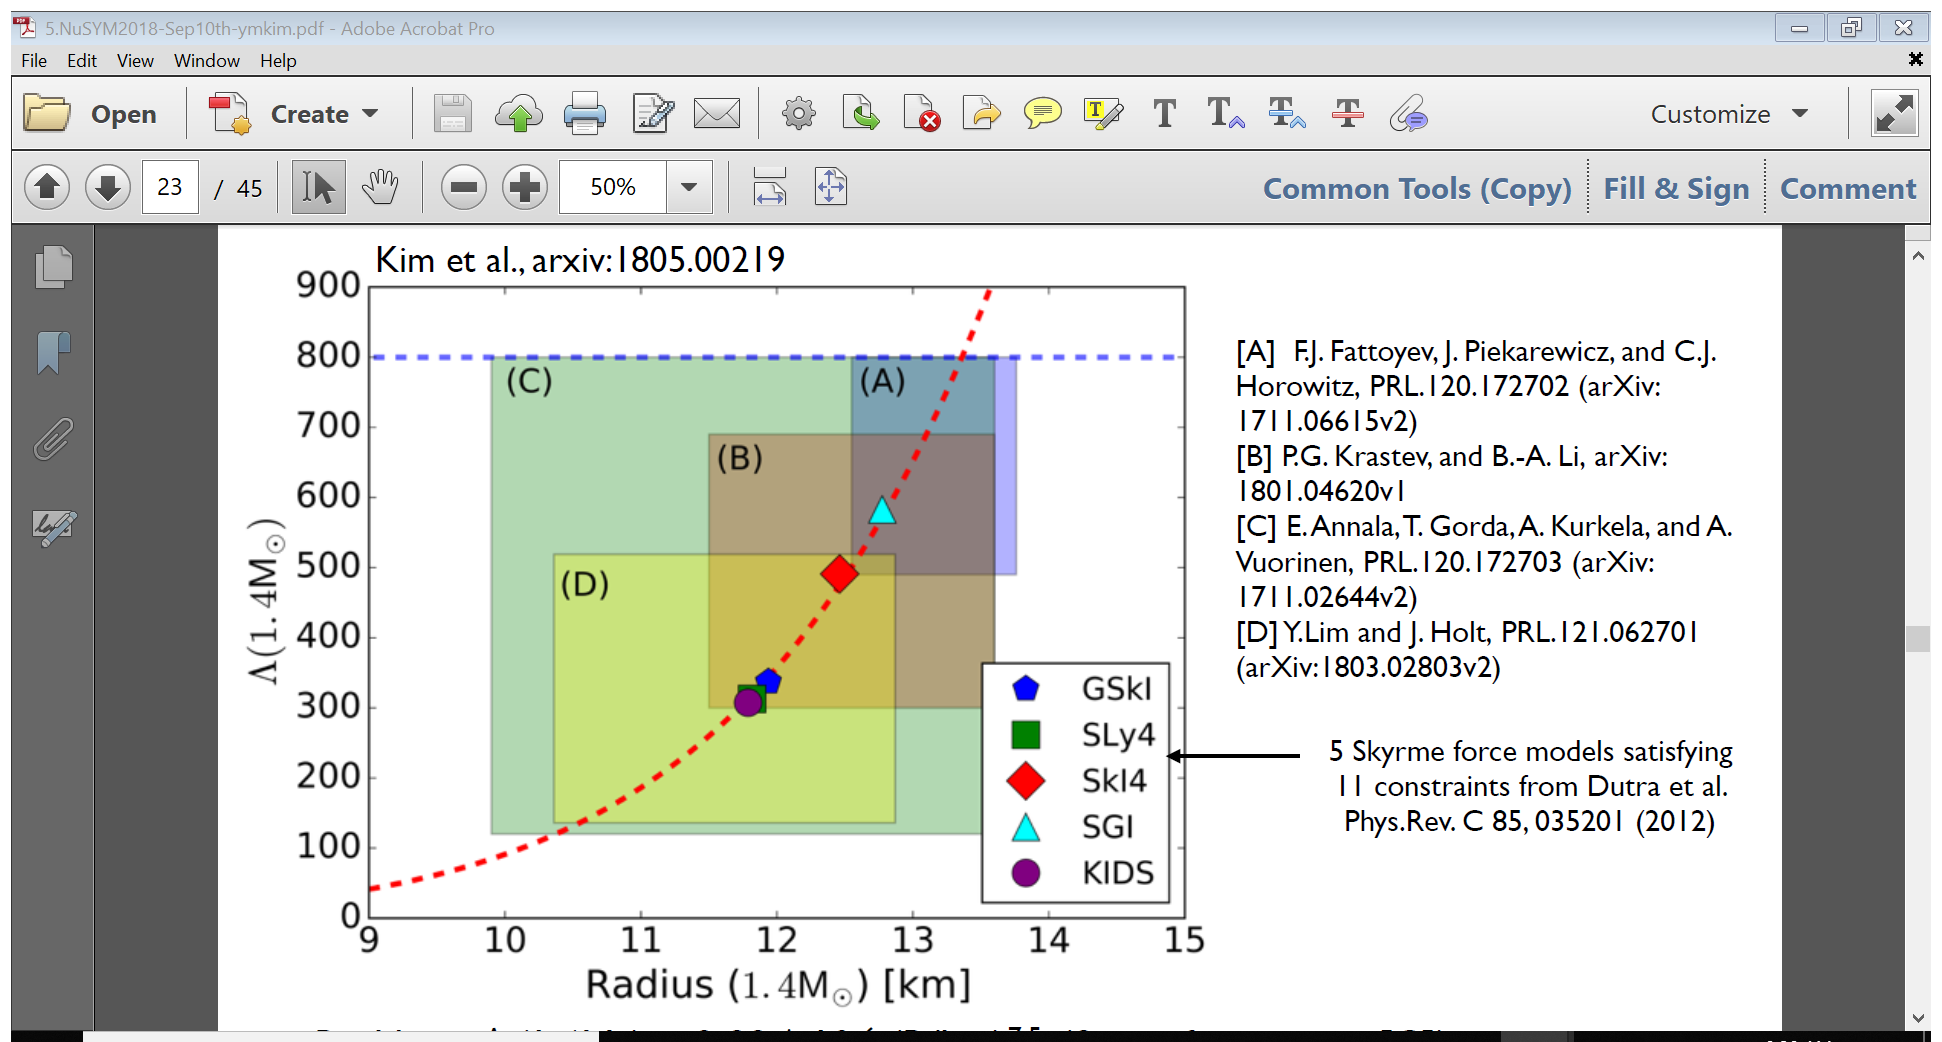 5.NuSYM2018-Sep10th-ymkim.pdf - Adobe Acrobat Pro
File Edit View Window Help
Open Create Customize
23 / 45 50% Common Tools (Copy) Fill & Sign Comment
Kim et al., arxiv:1805.00219
900
800
700
600
500
400
300
200
100
0
Λ(1.4M⊙)
(C)
(A)
(B)
(D)
GSkI
SLy4
SkI4
SGI
KIDS
9 10 11 12 13 14 15
Radius (1.4M⊙) [km]
[A] F.J. Fattoyev, J. Piekarewicz, and C.J.
Horowitz, PRL.120.172702 (arXiv:
1711.06615v2)
[B] P.G. Krastev, and B.-A. Li, arXiv:
1801.04620v1
[C] E. Annala, T. Gorda, A. Kurkela, and A.
Vuorinen, PRL.120.172703 (arXiv:
1711.02644v2)
[D] Y.Lim and J. Holt, PRL.121.062701
(arXiv:1803.02803v2)
5 Skyrme force models satisfying
11 constraints from Dutra et al.
Phys.Rev. C 85, 035201 (2012)